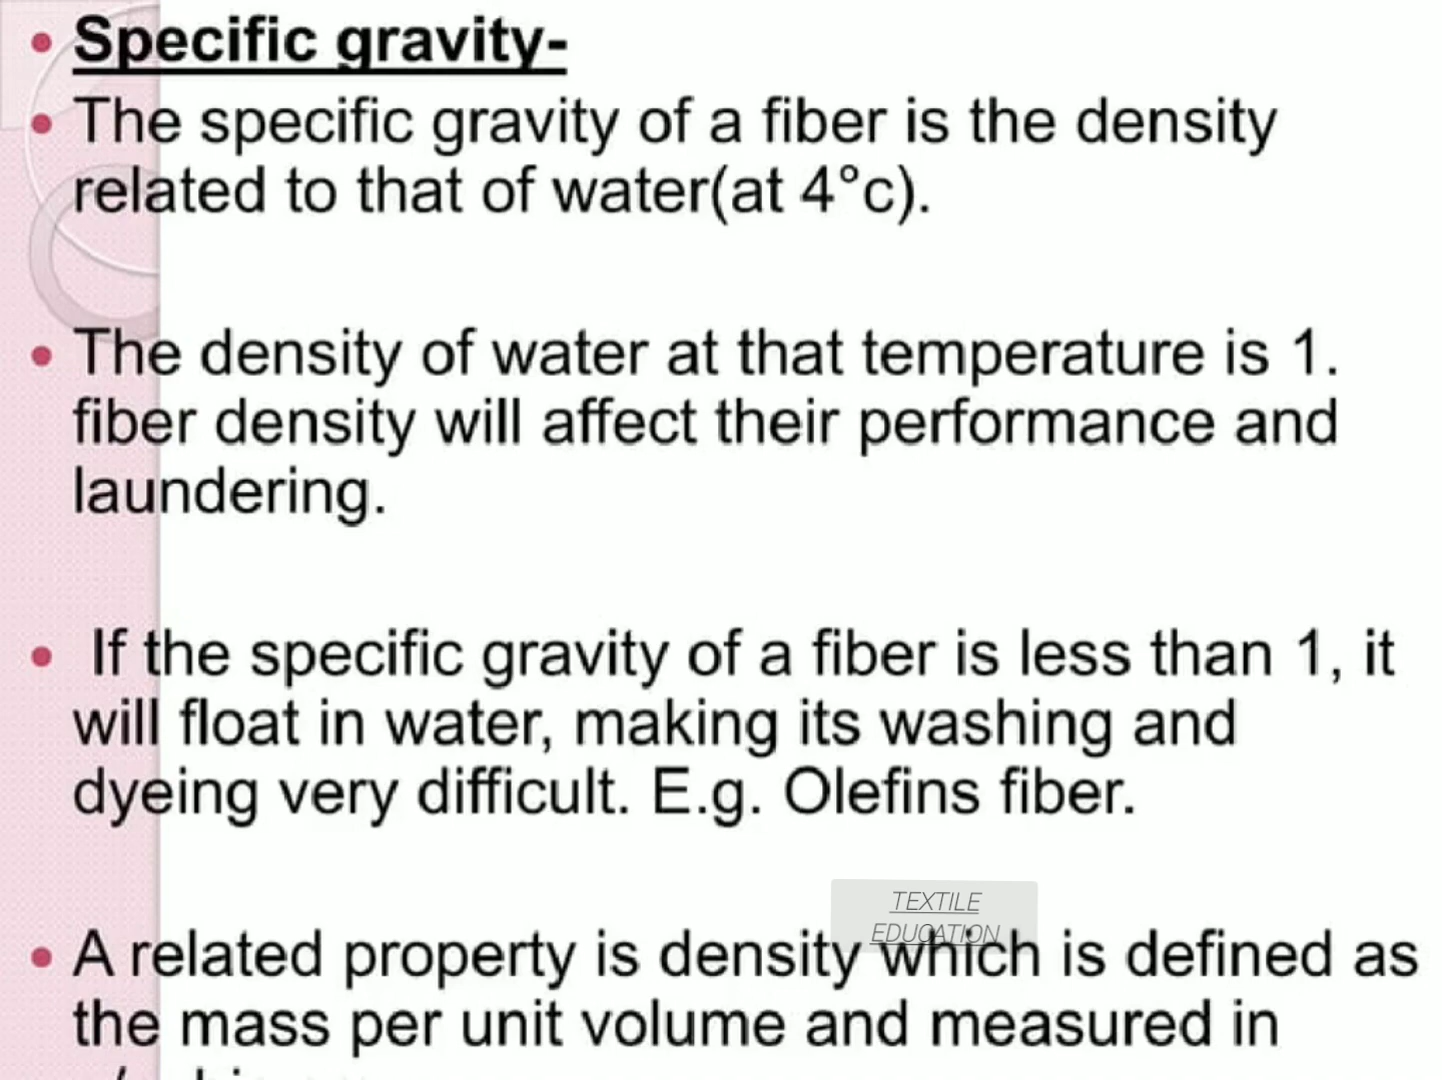 Specific gravity-
The specific gravity of a fiber is the density
related to that of water(at 4°c).
The density of water at that temperature is 1.
fiber density will affect their performance and
laundering.
If the specific gravity of a fiber is less than 1, it
will float in water, making its washing and
dyeing very difficult. E.g. Olefins fiber.
TEXTILE
EDUCATION
A related property is density which is defined as
the mass per unit volume and measured in